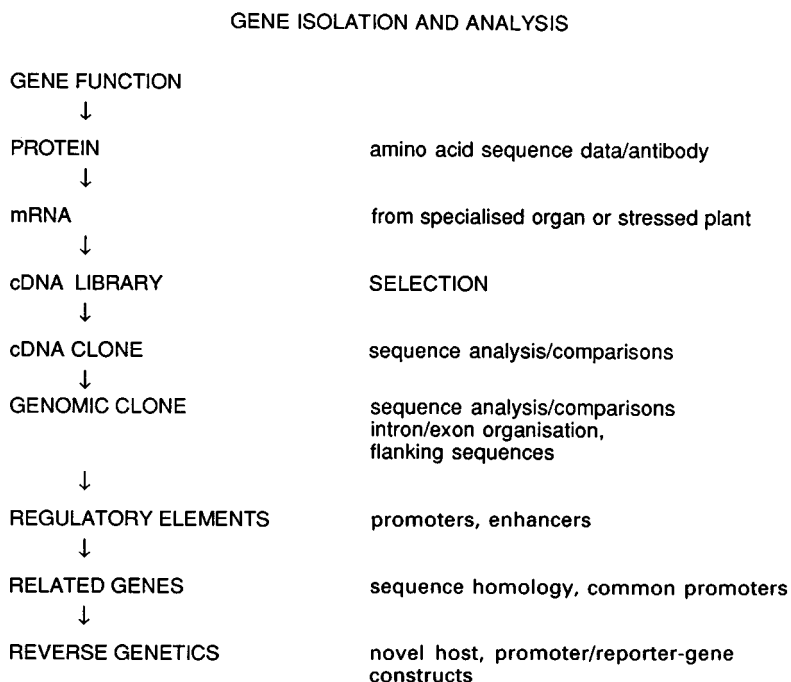 GENE ISOLATION AND ANALYSIS
GENE FUNCTION
↓
PROTEIN amino acid sequence data/antibody
↓
mRNA from specialised organ or stressed plant
↓
cDNA LIBRARY SELECTION
↓
cDNA CLONE sequence analysis/comparisons
↓
GENOMIC CLONE sequence analysis/comparisons
intron/exon organisation,
flanking sequences
↓
REGULATORY ELEMENTS promoters, enhancers
↓
RELATED GENES sequence homology, common promoters
↓
REVERSE GENETICS novel host, promoter/reporter-gene
constructs